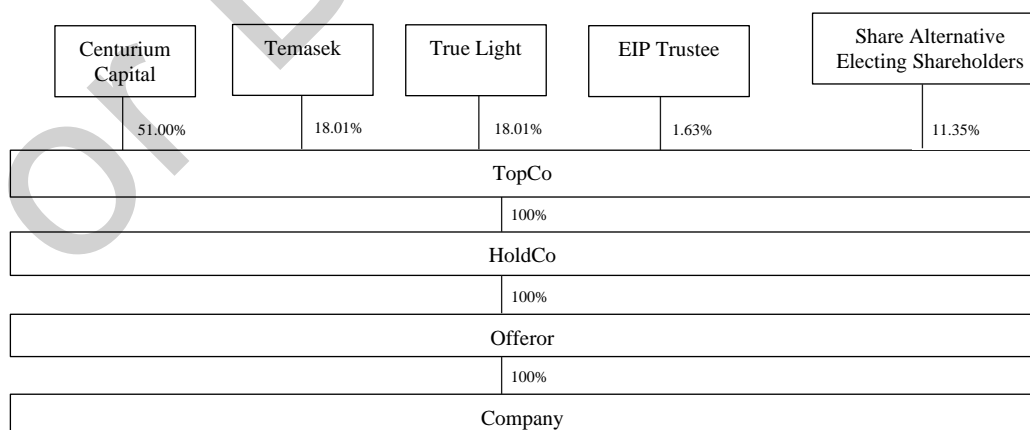 Centurium
Capital
Temasek
True Light
EIP Trustee
Share Alternative
Electing Shareholders
51.00%
18.01%
18.01%
1.63%
11.35%
TopCo
100%
HoldCo
100%
Offeror
100%
Company
or